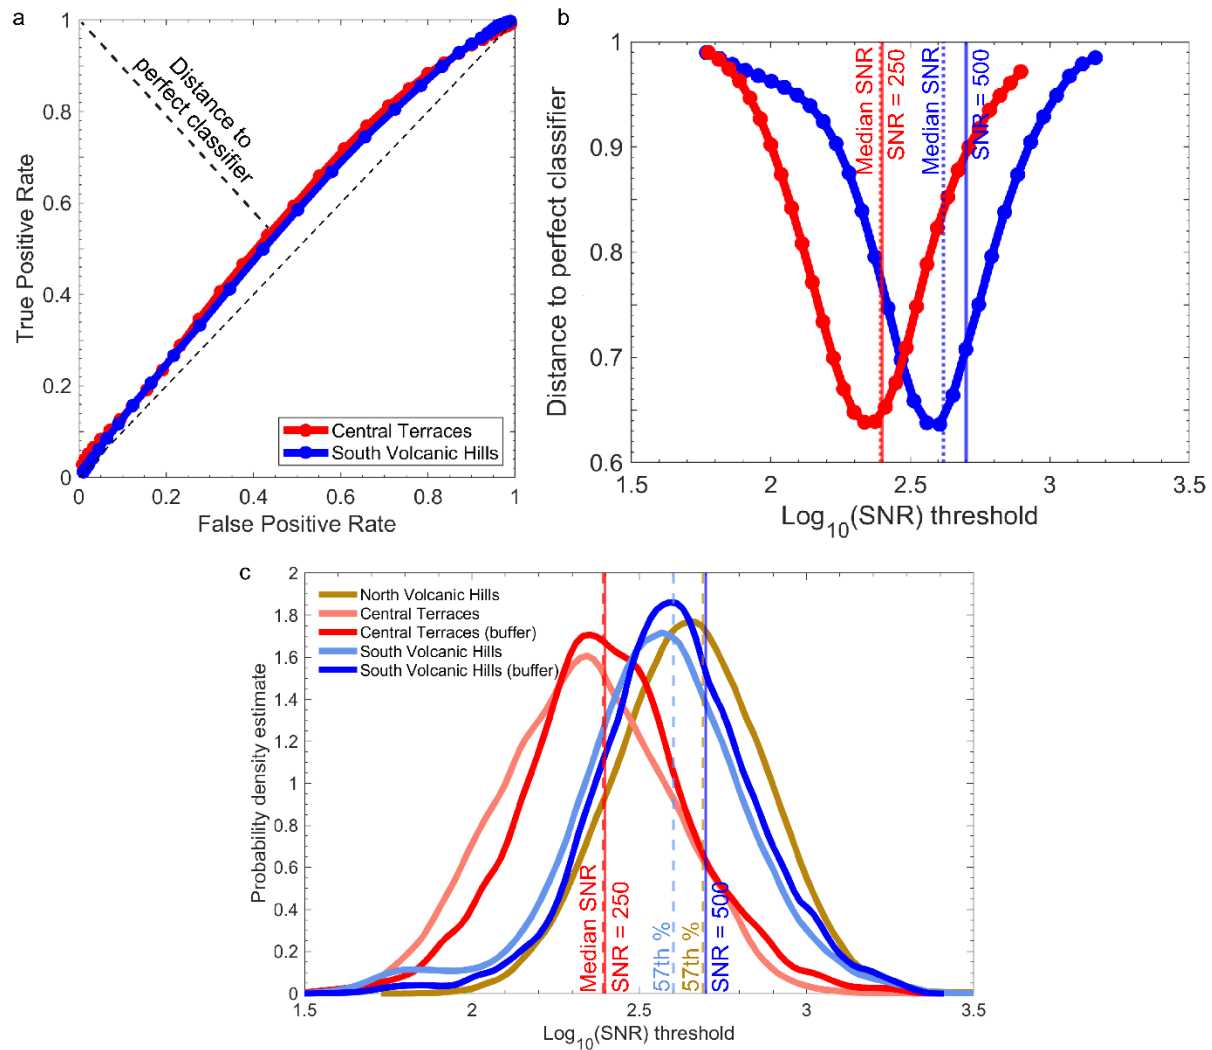 a
1
0.8
0.6
0.4
0.2
0
0
0.2
0.4
0.6
0.8
1
True Positive Rate
False Positive Rate
Distance to
perfect classifier
Central Terraces
South Volcanic Hills
b
1
0.9
0.8
0.7
0.6
1.5
2
2.5
3
3.5
Distance to perfect classifier
Log10(SNR) threshold
Median SNR
SNR = 250
Median SNR
SNR = 500
c
2
1.8
1.6
1.4
1.2
1
0.8
0.6
0.4
0.2
0
1.5
2
2.5
3
3.5
Probability density estimate
Log10(SNR) threshold
North Volcanic Hills
Central Terraces
Central Terraces (buffer)
South Volcanic Hills
South Volcanic Hills (buffer)
Median SNR
SNR = 250
57th %
57th %
SNR = 500